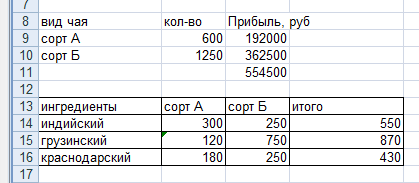 7
8 вид чая кол-во Прибыль, руб
9 сорт А 600 192000
10 сорт Б 1250 362500
11 554500
12
13 ингредиенты сорт А сорт Б итого
14 индийский 300 250 550
15 грузинский 120 750 870
16 краснодарский 180 250 430
17